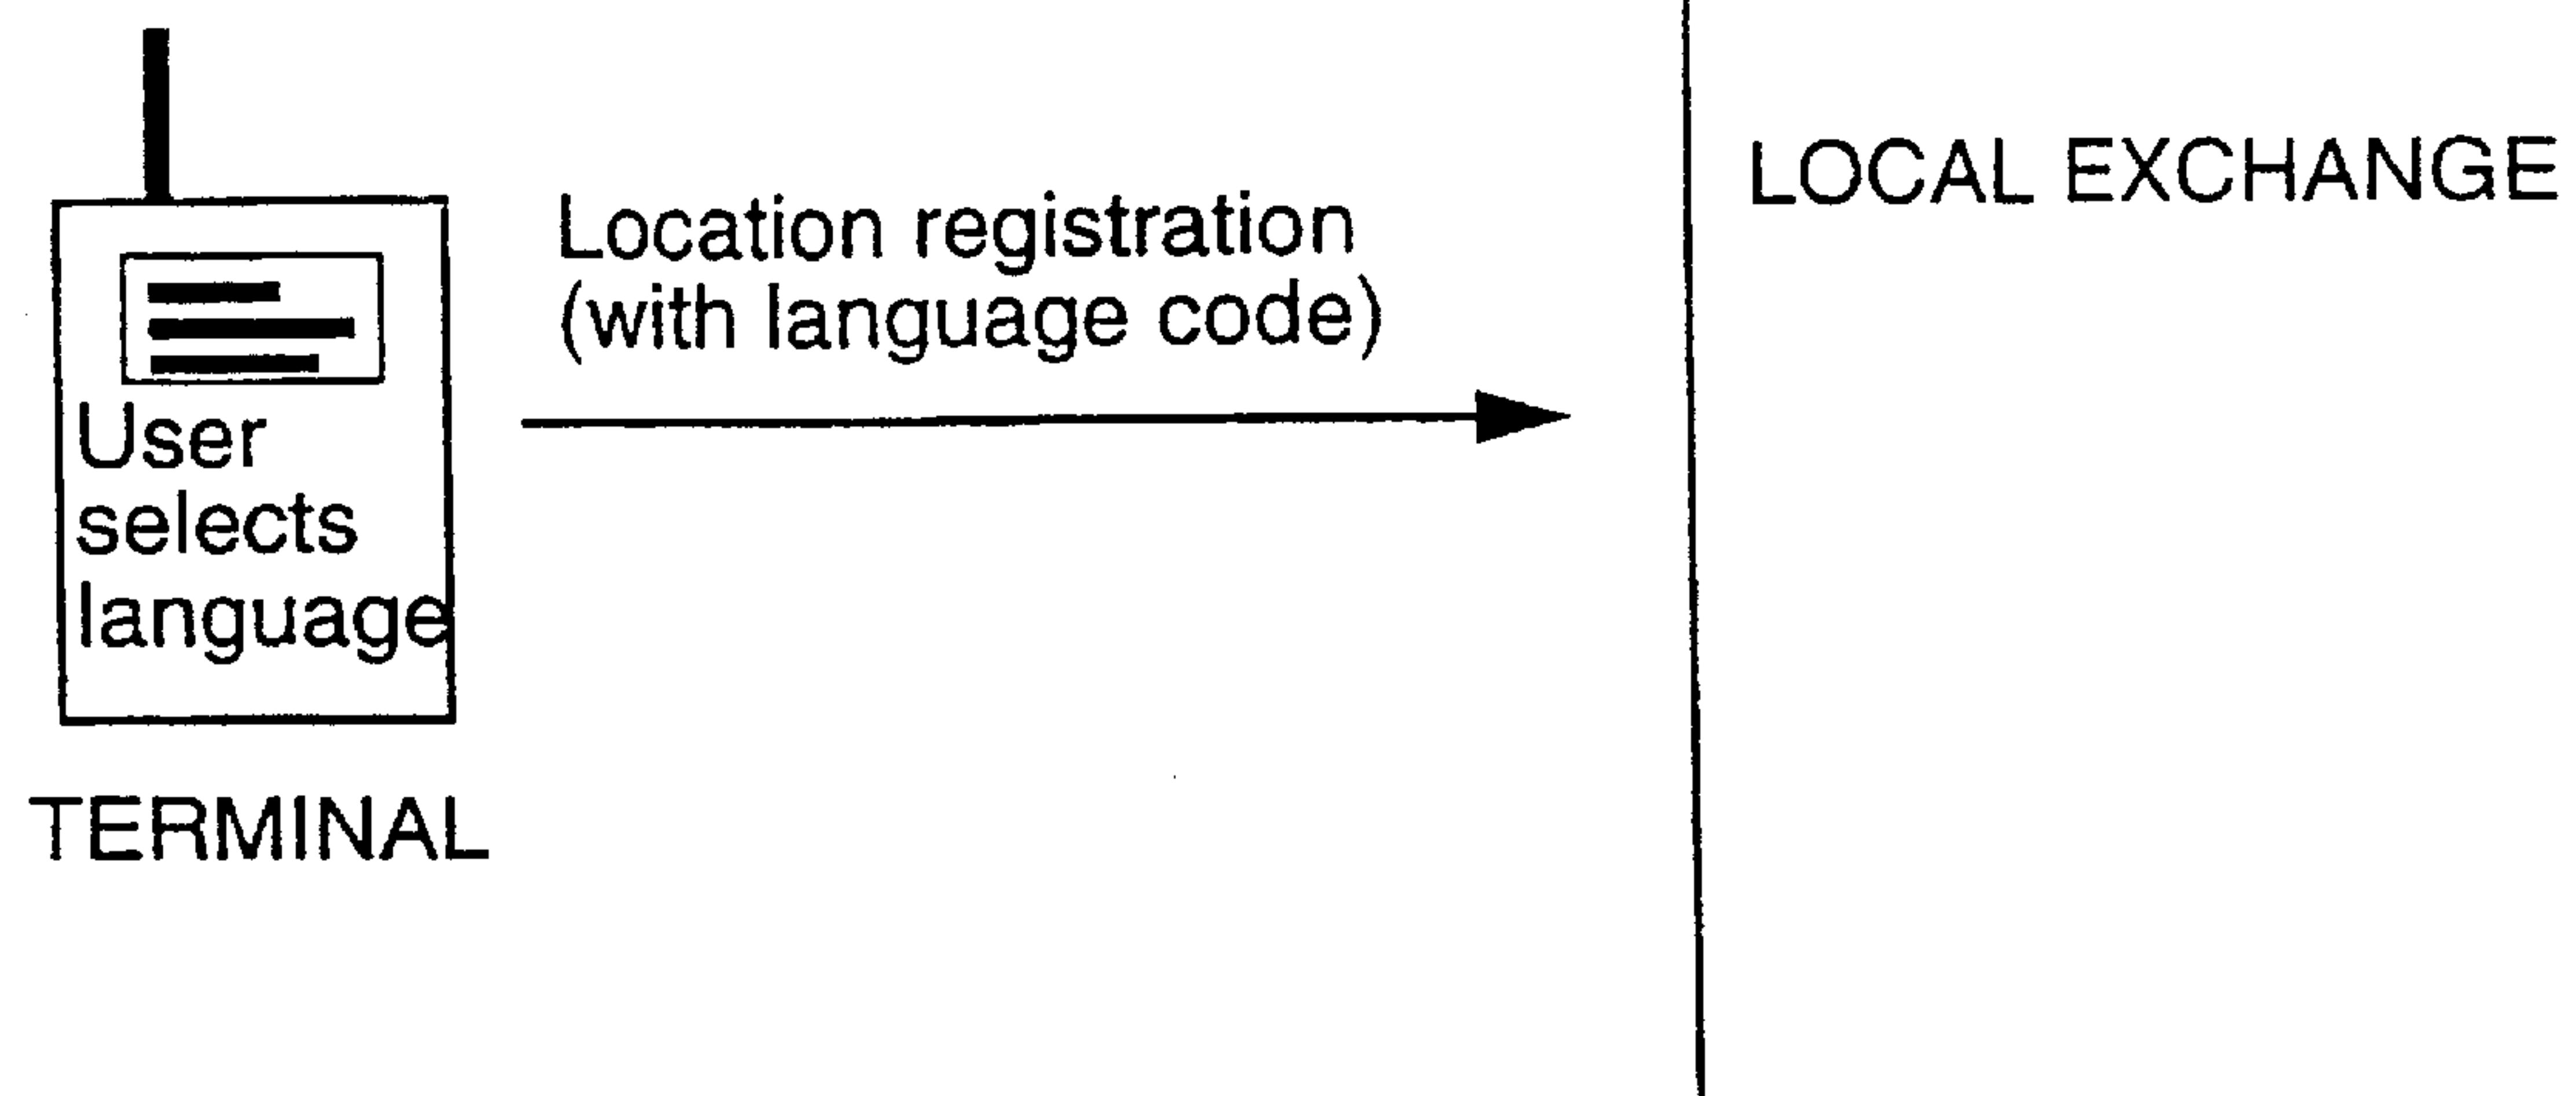 LOCAL EXCHANGE
Location registration
(with language code)
User
selects
language
TERMINAL